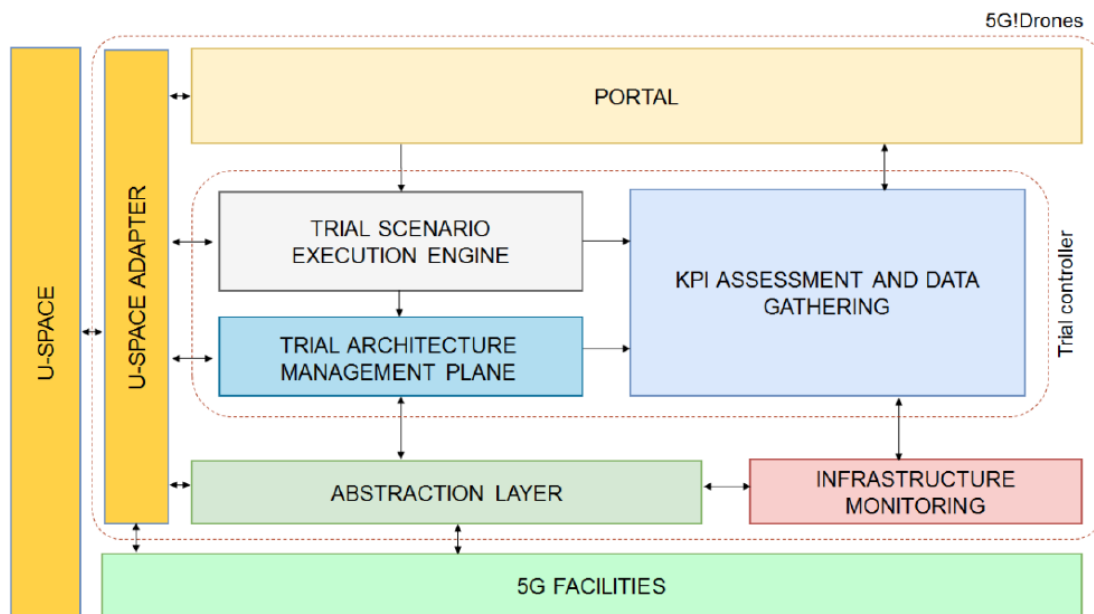 5G!Drones
PORTAL
U-SPACE
U-SPACE ADAPTER
TRIAL SCENARIO
EXECUTION ENGINE
KPI ASSESSMENT AND DATA
GATHERING
Trial controller
TRIAL ARCHITECTURE
MANAGEMENT PLANE
ABSTRACTION LAYER
INFRASTRUCTURE
MONITORING
5G FACILITIES